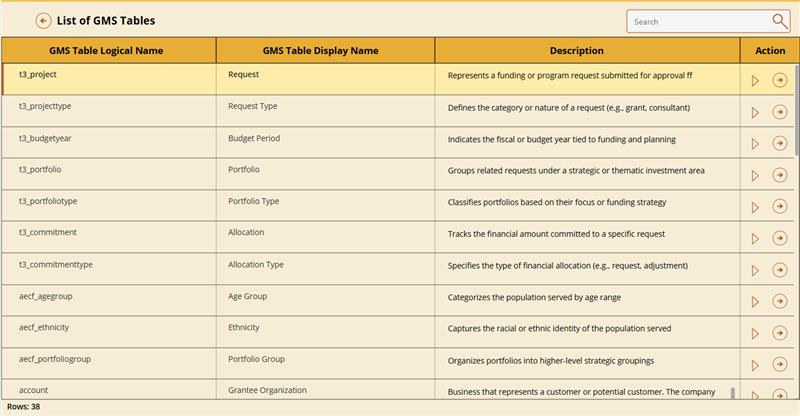 List of GMS Tables
Search
GMS Table Logical Name GMS Table Display Name Description Action
t3_project Request Represents a funding or program request submitted for approval ff
t3_projecttype Request Type Defines the category or nature of a request (e.g., grant, consultant)
t3_budgetyear Budget Period Indicates the fiscal or budget year tied to funding and planning
t3_portfolio Portfolio Groups related requests under a strategic or thematic investment area
t3_portfoliotype Portfolio Type Classifies portfolios based on their focus or funding strategy
t3_commitment Allocation Tracks the financial amount committed to a specific request
t3_commitmenttype Allocation Type Specifies the type of financial allocation (e.g., request, adjustment)
aecf_agegroup Age Group Categorizes the population served by age range
aecf_ethnicity Ethnicity Captures the racial or ethnic identity of the population served
aecf_portfoliogroup Portfolio Group Organizes portfolios into higher-level strategic groupings
account Grantee Organization Business that represents a customer or potential customer. The company
Rows: 38